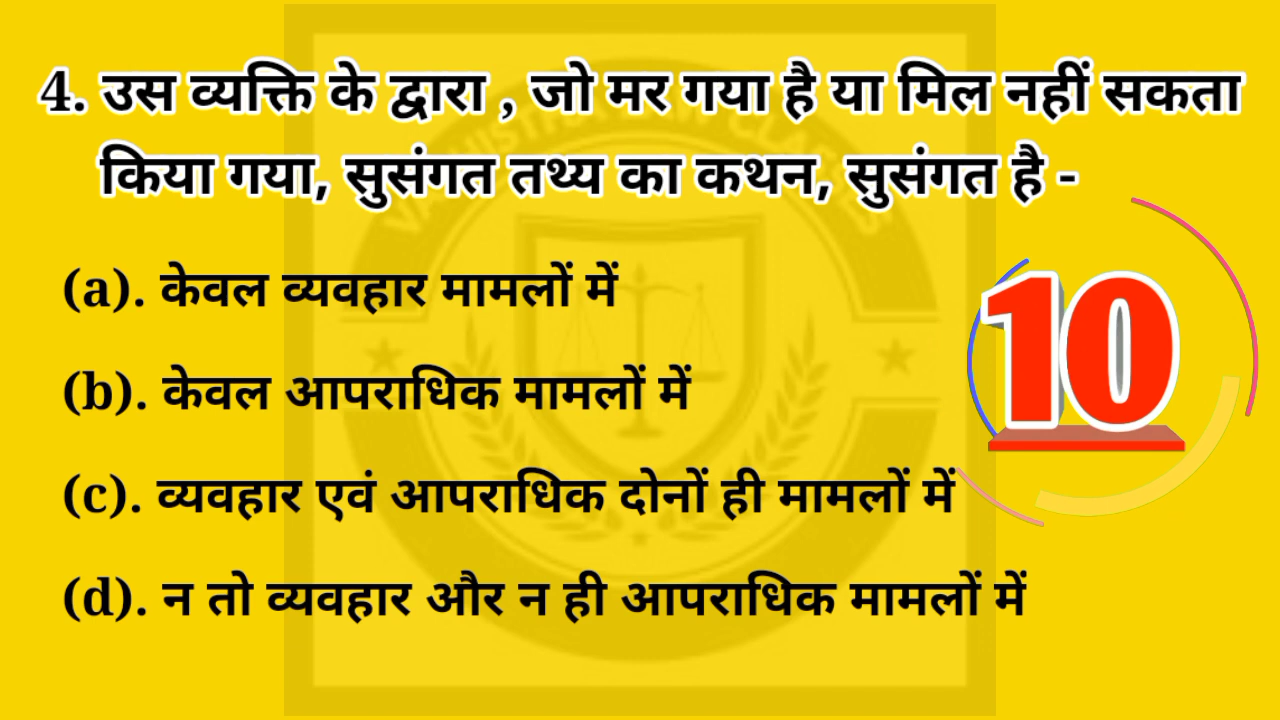 4. उस व्यक्ति के द्वारा , जो मर गया है या मिल नहीं सकता
किया गया, सुसंगत तथ्य का कथन, सुसंगत है -
(a). केवल व्यवहार मामलों में
(b). केवल आपराधिक मामलों में
(c). व्यवहार एवं आपराधिक दोनों ही मामलों में
(d). न तो व्यवहार और न ही आपराधिक मामलों में
10